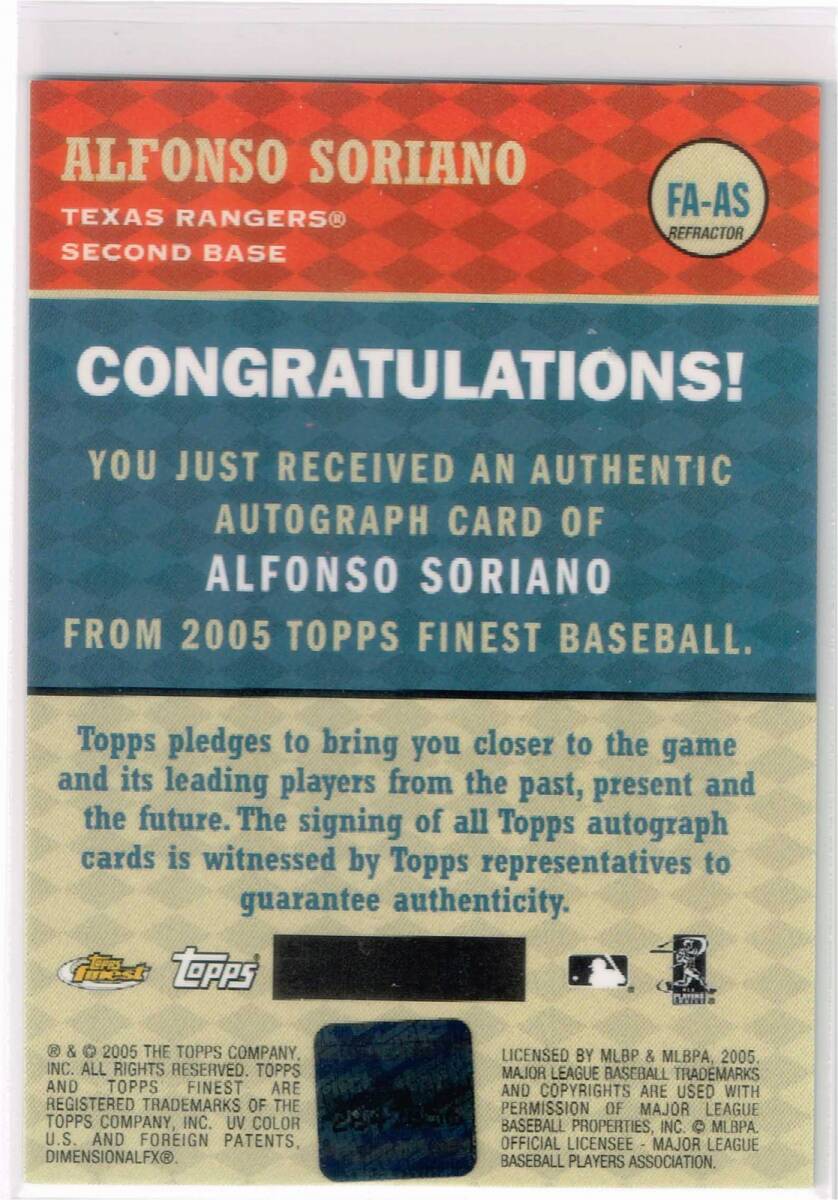 ALFONSO SORIANO
TEXAS RANGERS®
SECOND BASE
FA-AS
REFRACTOR
CONGRATULATIONS!
YOU JUST RECEIVED AN AUTHENTIC
AUTOGRAPH CARD OF
ALFONSO SORIANO
FROM 2005 TOPPS FINEST BASEBALL.
Topps pledges to bring you closer to the game
and its leading players from the past, present and
the future. The signing of all Topps autograph
cards is witnessed by Topps representatives to
guarantee authenticity.
topps
finest
topps®
® & © 2005 THE TOPPS COMPANY,
INC. ALL RIGHTS RESERVED. TOPPS
AND TOPPS FINEST ARE
REGISTERED TRADEMARKS OF THE
TOPPS COMPANY, INC. UV COLOR
U.S. AND FOREIGN PATENTS,
DIMENSIONALFX®.
LICENSED BY MLBP & MLBPA, 2005.
MAJOR LEAGUE BASEBALL TRADEMARKS
AND COPYRIGHTS ARE USED WITH
PERMISSION OF MAJOR LEAGUE
BASEBALL PROPERTIES, INC. © MLBPA.
OFFICIAL LICENSEE - MAJOR LEAGUE
BASEBALL PLAYERS ASSOCIATION.